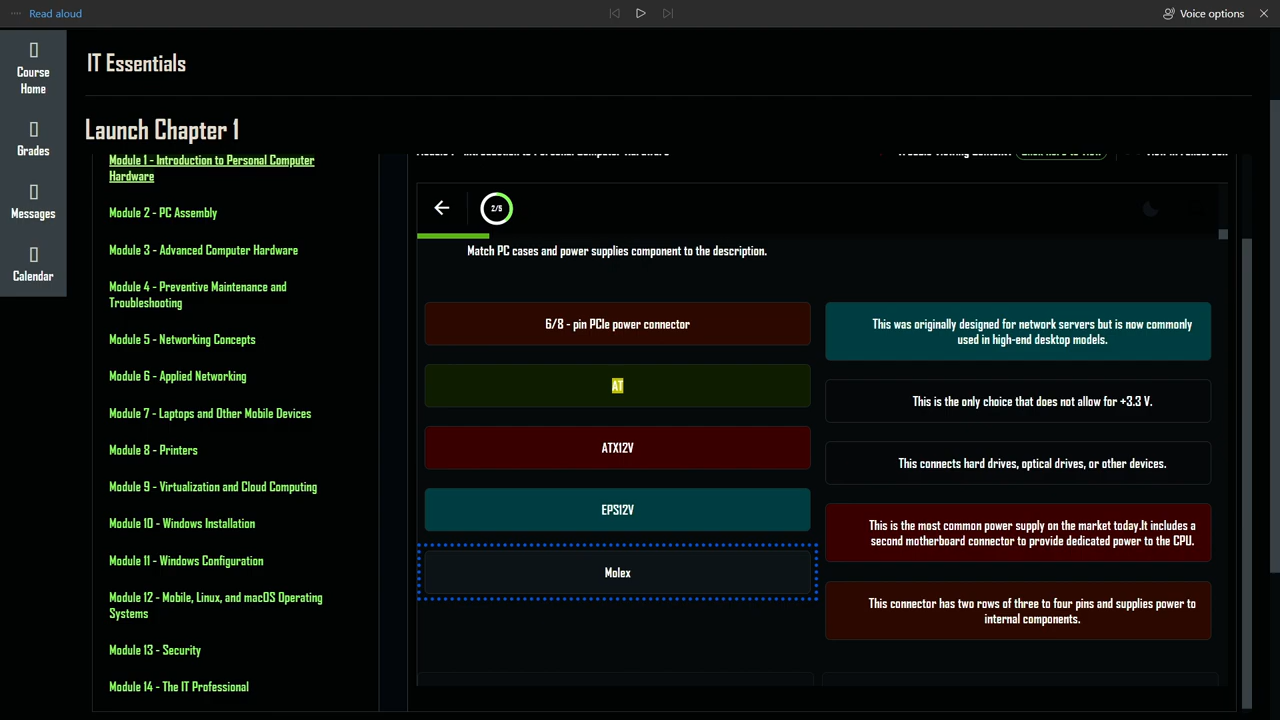 Read aloud
Voice options
Course
Home
Grades
Messages
Calendar
IT Essentials
Launch Chapter 1
Module 1 - Introduction to Personal Computer
Hardware
Module 2 - PC Assembly
Module 3 - Advanced Computer Hardware
Module 4 - Preventive Maintenance and
Troubleshooting
Module 5 - Networking Concepts
Module 6 - Applied Networking
Module 7 - Laptops and Other Mobile Devices
Module 8 - Printers
Module 9 - Virtualization and Cloud Computing
Module 10 - Windows Installation
Module 11 - Windows Configuration
Module 12 - Mobile, Linux, and macOS Operating
Systems
Module 13 - Security
Module 14 - The IT Professional
2/5
Match PC cases and power supplies component to the description.
6/8 - pin PCIe power connector
AT
ATX12V
EPS12V
Molex
This was originally designed for network servers but is now commonly
used in high-end desktop models.
This is the only choice that does not allow for +3.3 V.
This connects hard drives, optical drives, or other devices.
This is the most common power supply on the market today.It includes a
second motherboard connector to provide dedicated power to the CPU.
This connector has two rows of three to four pins and supplies power to
internal components.